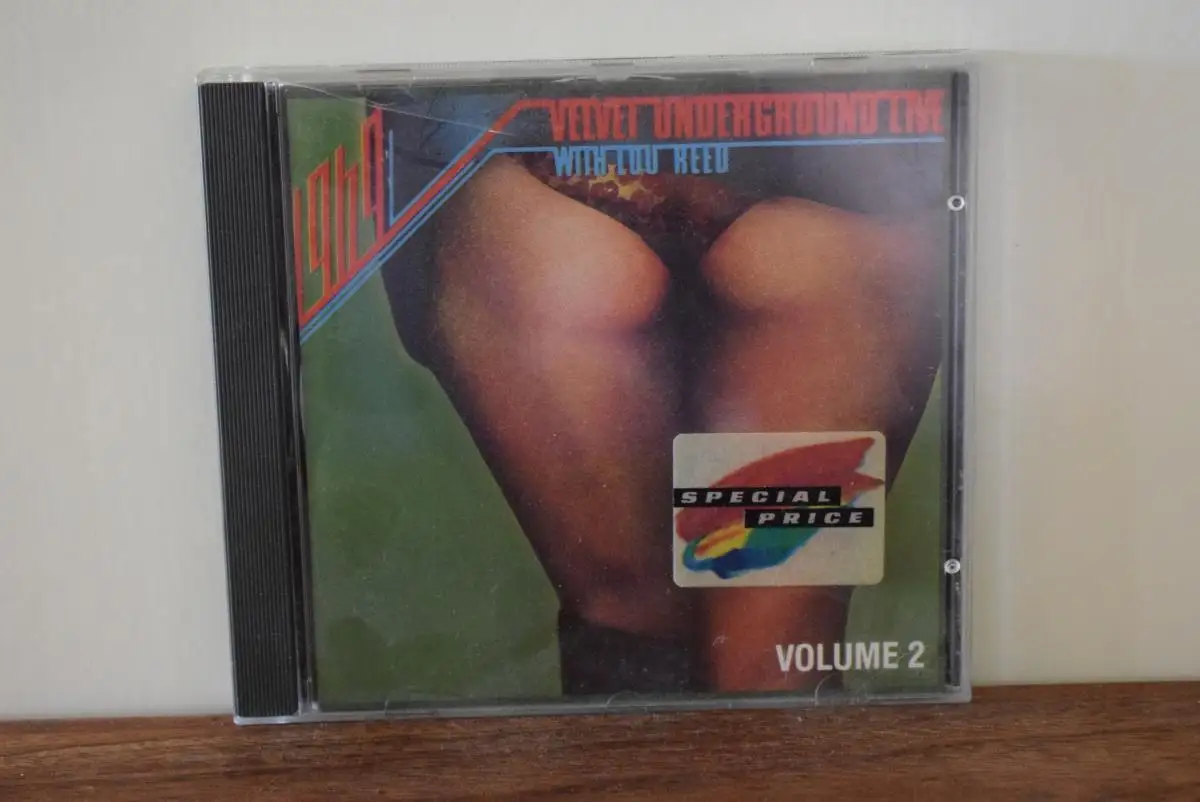 1969
VELVET UNDERGROUND LIVE
WITH LOU REED
SPECIAL
PRICE
VOLUME 2